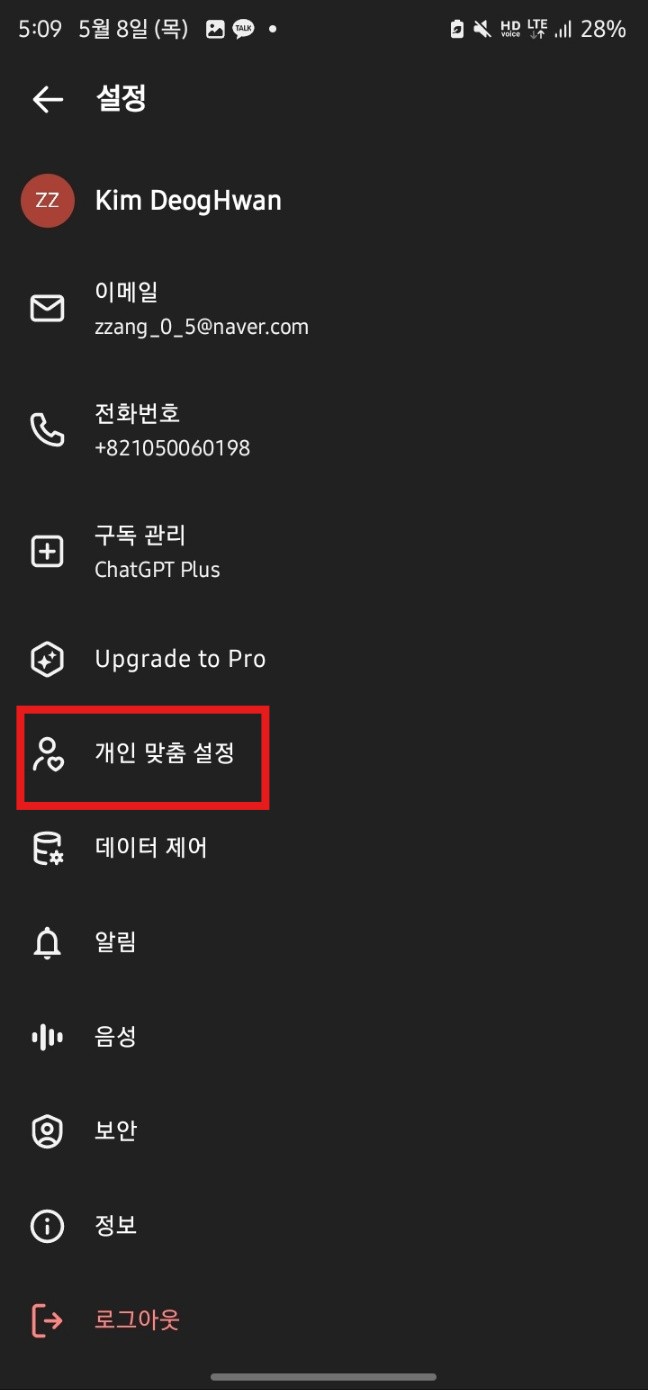 5:09 5월 8일 (목) TALK HD voice LTE 28%
설정
ZZ Kim DeogHwan
이메일
zzang_0_5@naver.com
전화번호
+821050060198
구독 관리
ChatGPT Plus
Upgrade to Pro
개인 맞춤 설정
데이터 제어
알림
음성
보안
정보
로그아웃